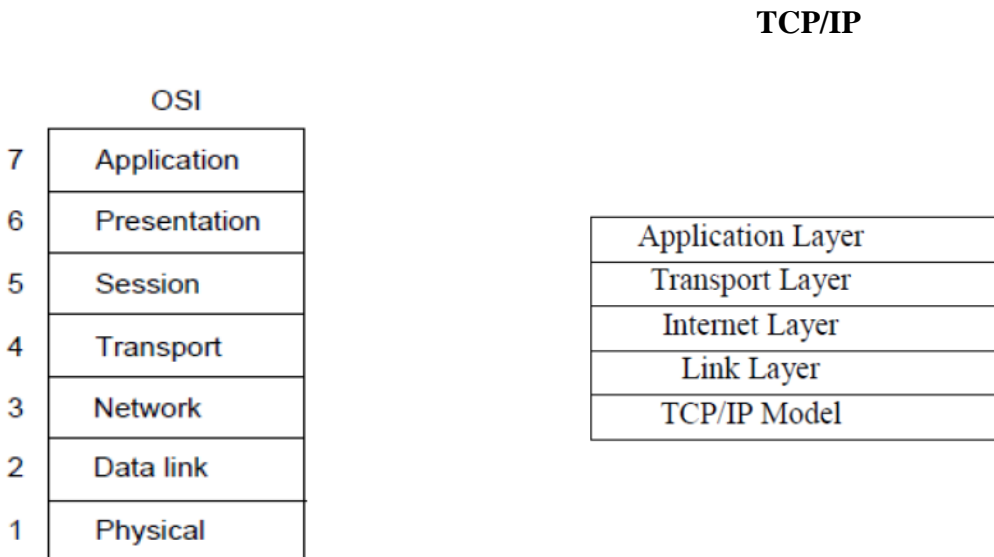 TCP/IP
OSI
7 Application
6 Presentation
5 Session
4 Transport
3 Network
2 Data link
1 Physical
Application Layer
Transport Layer
Internet Layer
Link Layer
TCP/IP Model